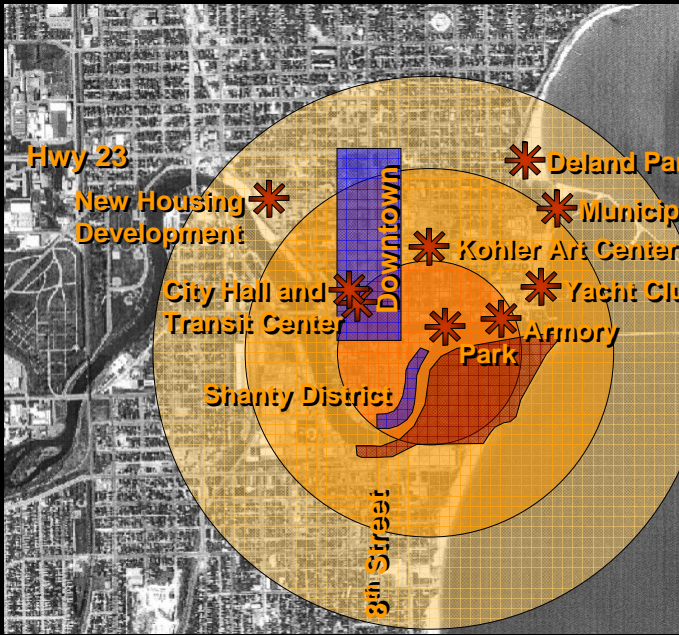 Hwy 23
Deland Par
New Housing
Development
Municip
Downtown
Kohler Art Center
City Hall and
Transit Center
Yacht Clu
Armory
Park
Shanty District
8th Street